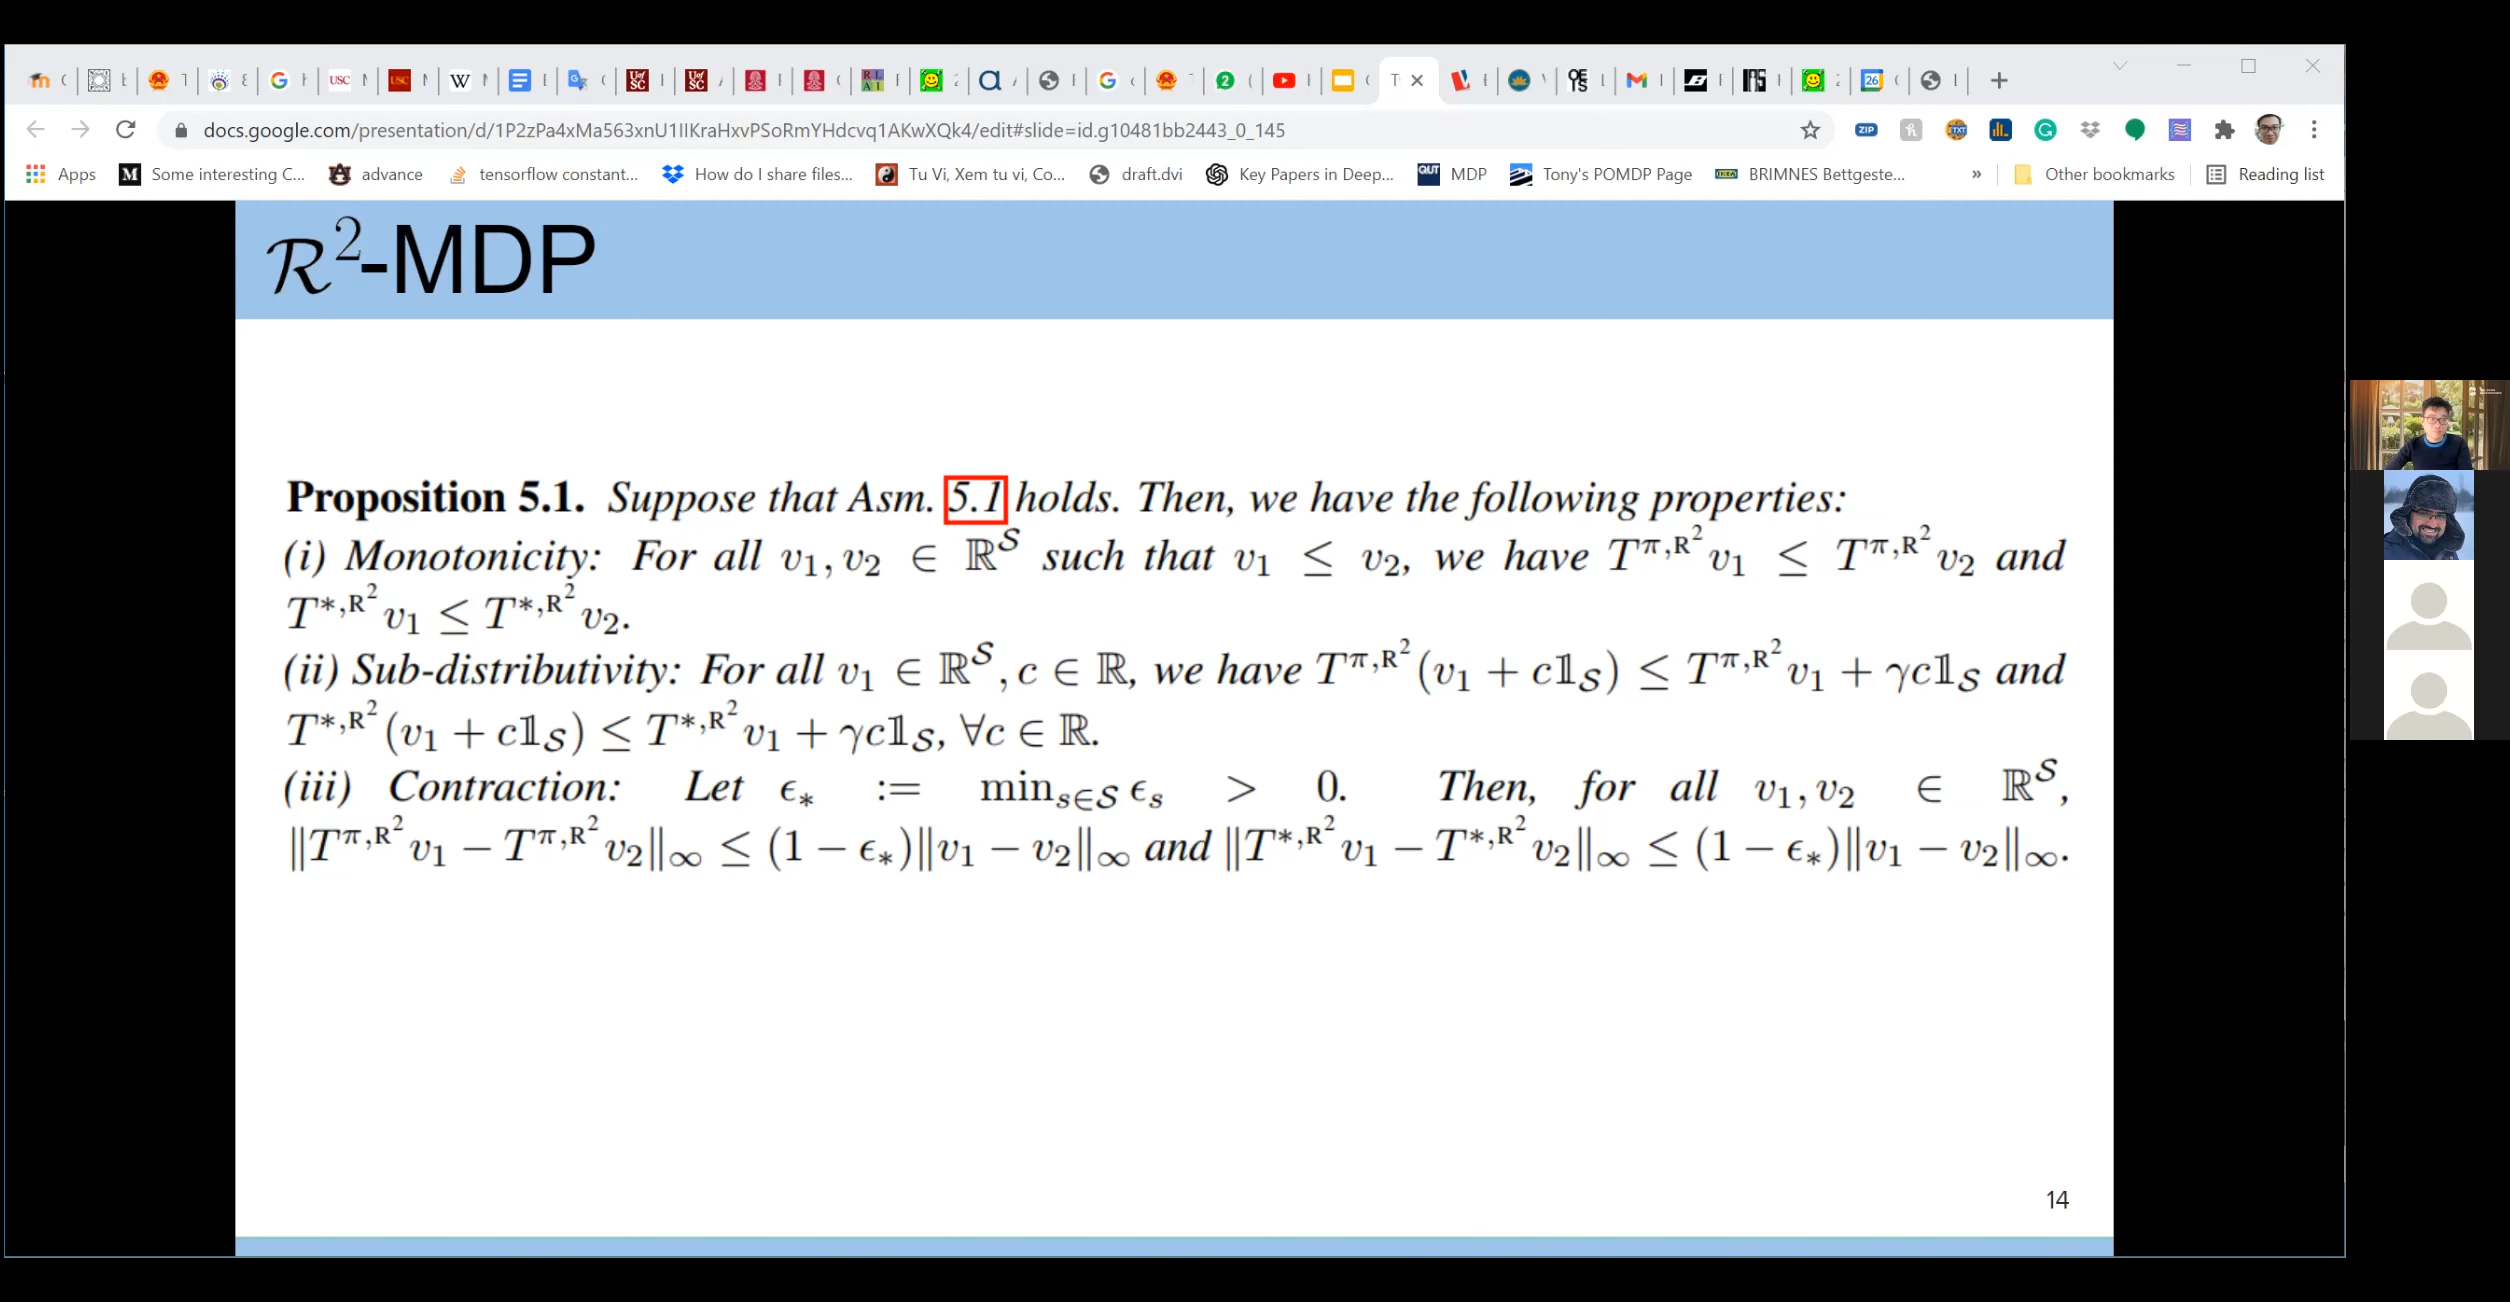 docs.google.com/presentation/d/1P2zPa4xMa563xnU1IIKraHxvPSoRmYHdcvq1AKwXQk4/edit#slide=id.g10481bb2443_0_145
Apps Some interesting C... advance tensorflow constant... How do I share files... Tu Vi, Xem tu vi, Co... draft.dvi Key Papers in Deep... MDP Tony's POMDP Page BRIMNES Bettgeste... » Other bookmarks Reading list
ℛ²-MDP
Proposition 5.1. Suppose that Asm. 5.1 holds. Then, we have the following properties:
(i) Monotonicity: For all v₁, v₂ ∈ ℝ^𝒮 such that v₁ ≤ v₂, we have T^{π,R²}v₁ ≤ T^{π,R²}v₂ and
T^{*,R²}v₁ ≤ T^{*,R²}v₂.
(ii) Sub-distributivity: For all v₁ ∈ ℝ^𝒮, c ∈ ℝ, we have T^{π,R²}(v₁ + c𝟙_𝒮) ≤ T^{π,R²}v₁ + γc𝟙_𝒮 and
T^{*,R²}(v₁ + c𝟙_𝒮) ≤ T^{*,R²}v₁ + γc𝟙_𝒮, ∀c ∈ ℝ.
(iii) Contraction: Let ϵ_* := min_{s∈𝒮} ϵ_s > 0. Then, for all v₁, v₂ ∈ ℝ^𝒮,
‖T^{π,R²}v₁ − T^{π,R²}v₂‖_∞ ≤ (1 − ϵ_*)‖v₁ − v₂‖_∞ and ‖T^{*,R²}v₁ − T^{*,R²}v₂‖_∞ ≤ (1 − ϵ_*)‖v₁ − v₂‖_∞.
14